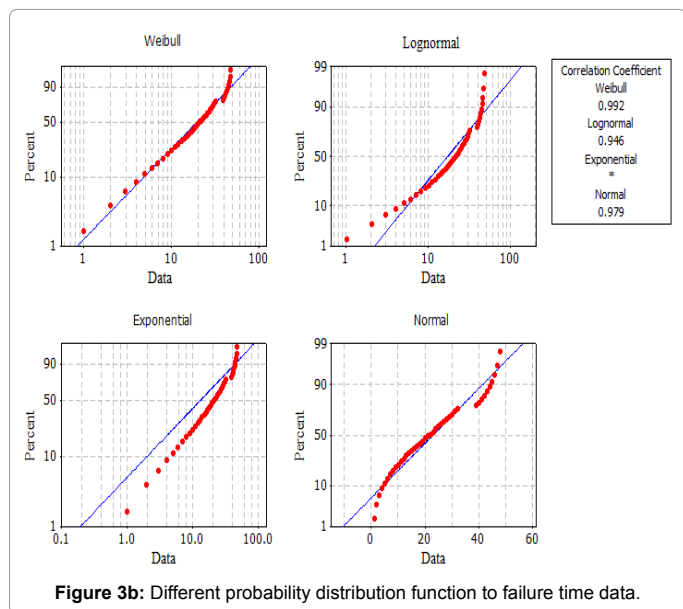 Weibull
Percent
90
50
10
1
1
10
100
Data
Lognormal
Percent
99
90
50
10
1
1
10
100
Data
Correlation Coefficient
Weibull
0.992
Lognormal
0.946
Exponential
*
Normal
0.979
Exponential
Percent
90
50
10
1
0.1
1.0
10.0
100.0
Data
Normal
Percent
99
90
50
10
1
0
20
40
60
Data
Figure 3b: Different probability distribution function to failure time data.